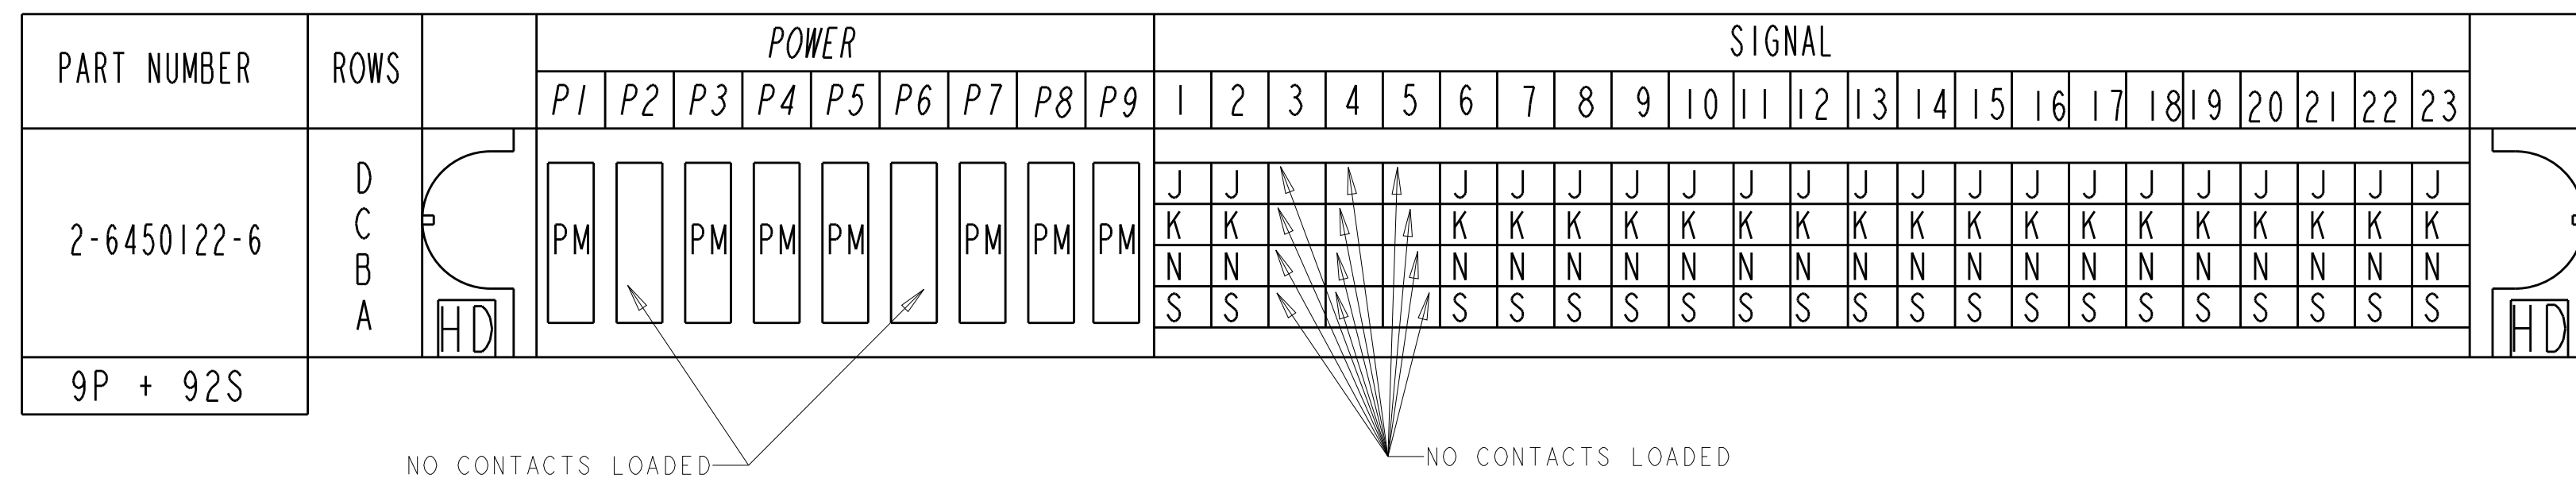 PART NUMBER ROWS POWER SIGNAL
P1 P2 P3 P4 P5 P6 P7 P8 P9 1 2 3 4 5 6 7 8 9 10 11 12 13 14 15 16 17 18 19 20 21 22 23
2-6450122-6
D J J J J J J J J J J J J J J J J J J J J
C K K K K K K K K K K K K K K K K K K K K
PM PM PM PM PM PM PM
B N N N N N N N N N N N N N N N N N N N N
A S S S S S S S S S S S S S S S S S S S S
HD HD
9P + 92S
NO CONTACTS LOADED NO CONTACTS LOADED